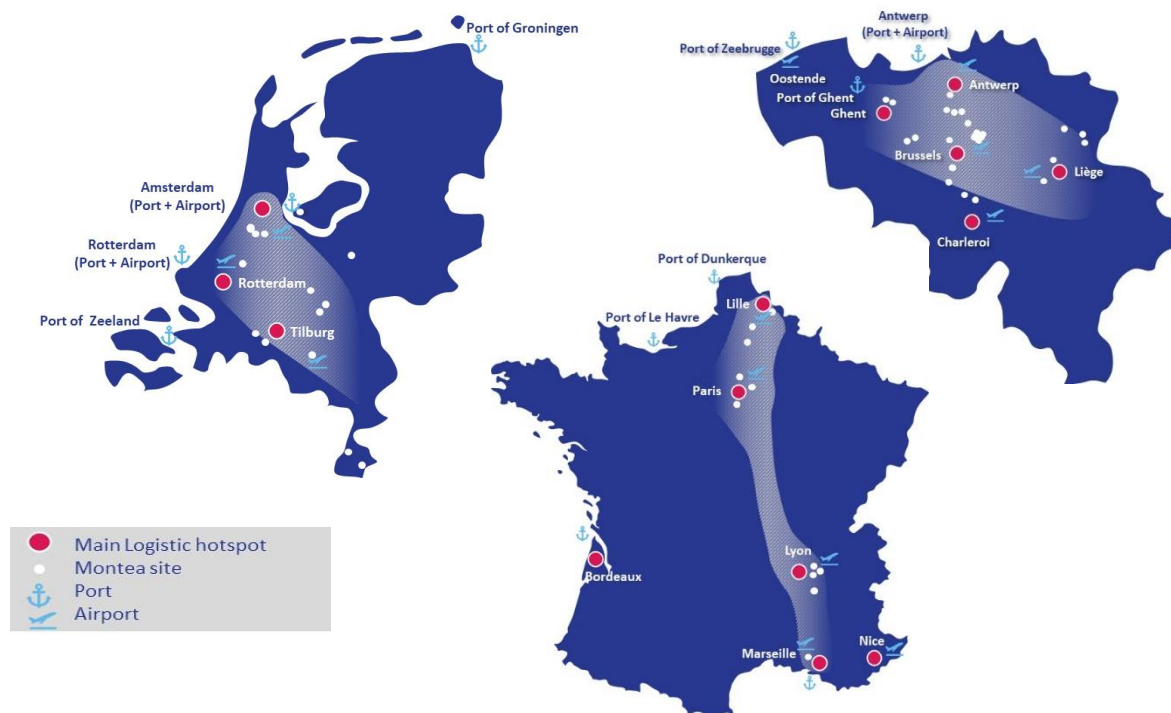 Port of Groningen
Amsterdam
(Port + Airport)
Rotterdam
(Port + Airport)
Rotterdam
Port of Zeeland
Tilburg
Antwerp
(Port + Airport)
Port of Zeebrugge
Oostende
Port of Ghent
Ghent
Antwerp
Brussels
Liège
Charleroi
Port of Dunkerque
Lille
Port of Le Havre
Paris
Lyon
Bordeaux
Marseille
Nice
Main Logistic hotspot
Montea site
Port
Airport